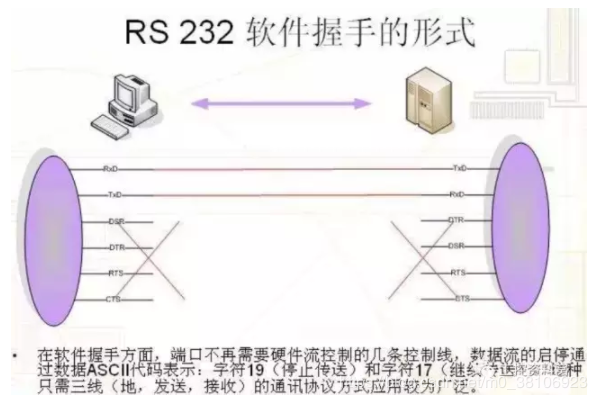 RS 232 软件握手的形式
RxD TxD
TxD RxD
DSR DTR
DTR DSR
RTS RTS
CTS CTS
• 在软件握手方面，端口不再需要硬件流控制的几条控制线，数据流的启停通
过数据ASCII代码表示：字符19（停止传送）和字符17（继续传送
只需三线（地，发送，接收）的通讯协议方式应用较为广泛。